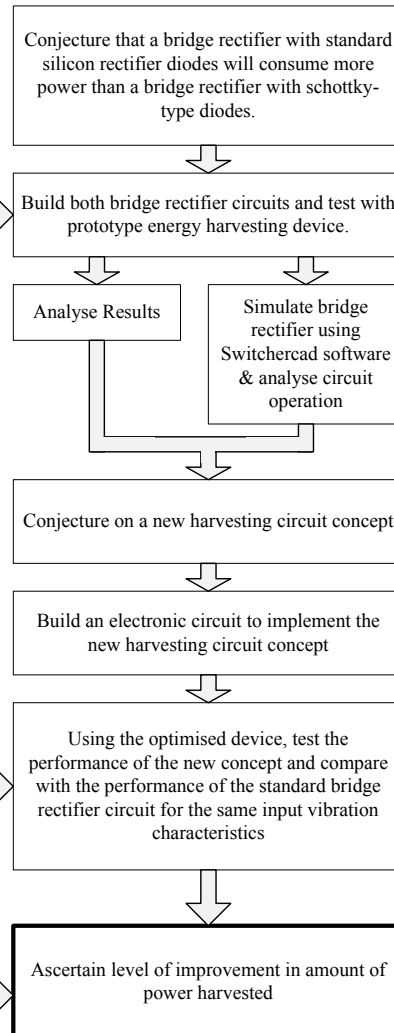 Conjecture that a bridge rectifier with standard
silicon rectifier diodes will consume more
power than a bridge rectifier with schottky-
type diodes.
Build both bridge rectifier circuits and test with
prototype energy harvesting device.
Analyse Results
Simulate bridge
rectifier using
Switchercad software
& analyse circuit
operation
Conjecture on a new harvesting circuit concept
Build an electronic circuit to implement the
new harvesting circuit concept
Using the optimised device, test the
performance of the new concept and compare
with the performance of the standard bridge
rectifier circuit for the same input vibration
characteristics
Ascertain level of improvement in amount of
power harvested